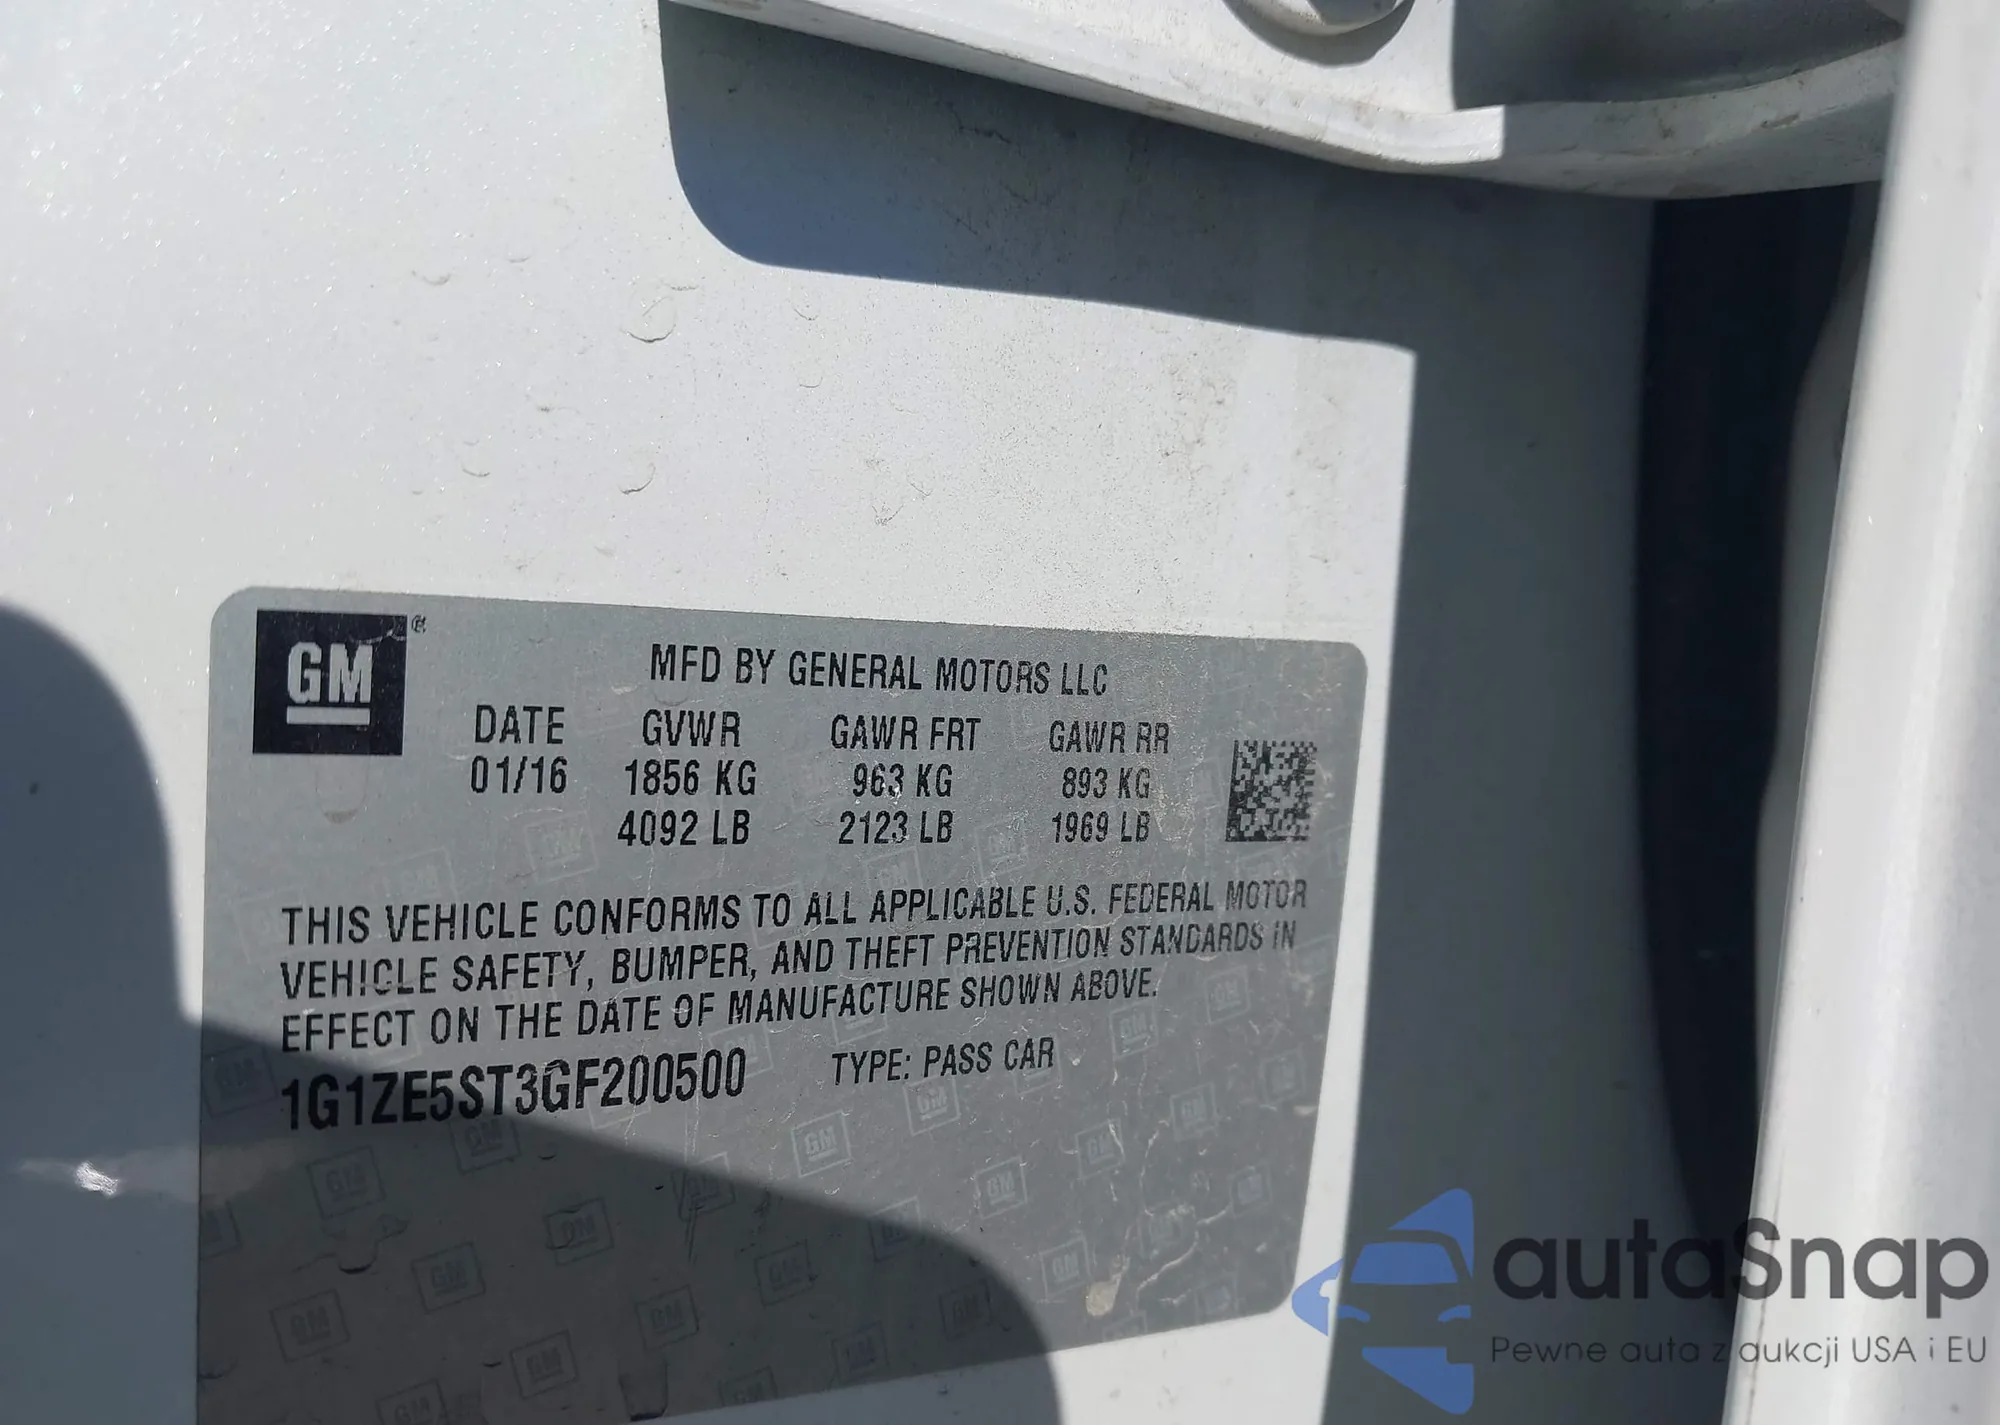 GM®
MFD BY GENERAL MOTORS LLC
DATE GVWR GAWR FRT GAWR RR
01/16 1856 KG 963 KG 893 KG
4092 LB 2123 LB 1969 LB
THIS VEHICLE CONFORMS TO ALL APPLICABLE U.S. FEDERAL MOTOR
VEHICLE SAFETY, BUMPER, AND THEFT PREVENTION STANDARDS IN
EFFECT ON THE DATE OF MANUFACTURE SHOWN ABOVE.
1G1ZE5ST3GF200500 TYPE: PASS CAR
autaSnap
Pewne auta z aukcji USA i EU